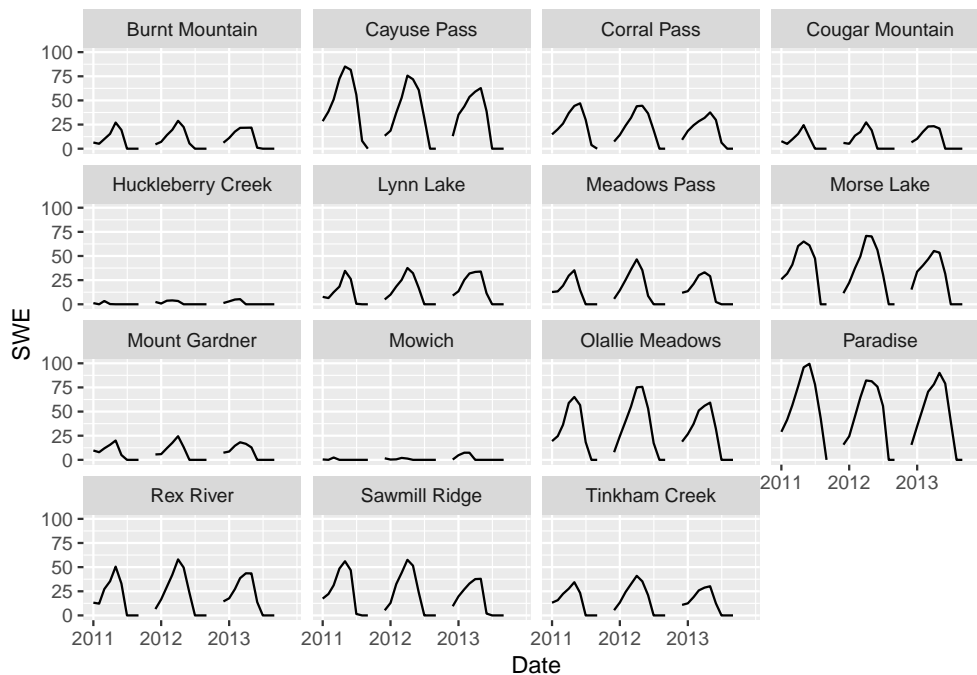 Burnt Mountain Cayuse Pass Corral Pass Cougar Mountain
100
75
50
25
0
Huckleberry Creek Lynn Lake Meadows Pass Morse Lake
100
75
50
25
0
SWE
Mount Gardner Mowich Olallie Meadows Paradise
100
75
50
25
0
2011 2012 2013
Rex River Sawmill Ridge Tinkham Creek
100
75
50
25
0
2011 2012 2013 2011 2012 2013 2011 2012 2013
Date